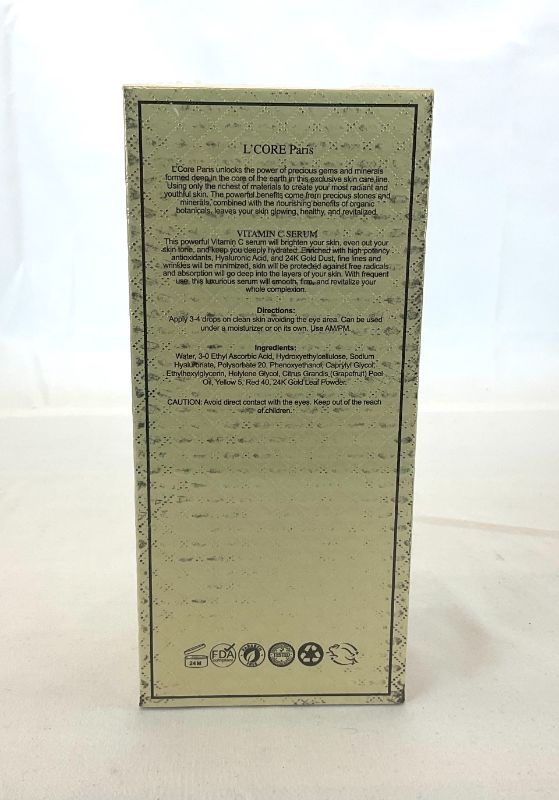 L'CORE Paris
L'Core Paris unlocks the power of precious gems and minerals
formed deep in the core of the earth in this exclusive skin care line.
Using only the richest of materials to create your most radiant and
youthful skin. The powerful benefits come from precious stones and
minerals, combined with the nourishing benefits of organic
botanicals, leaves your skin glowing, healthy, and revitalized.
VITAMIN C SERUM
This powerful Vitamin C serum will brighten your skin, even out your
skin tone, and keep you deeply hydrated. Enriched with high potency
antioxidants, Hyaluronic Acid, and 24K Gold Dust, fine lines and
wrinkles will be minimized, skin will be protected against free radicals
and absorption will go deep into the layers of your skin. With frequent
use, this luxurious serum will smooth, firm, and revitalize your
whole complexion.
Directions:
Apply 3-4 drops on clean skin avoiding the eye area. Can be used
under a moisturizer or on its own. Use AM/PM.
Ingredients:
Water, 3-0 Ethyl Ascorbic Acid, Hydroxyethylcellulose, Sodium
Hyaluronate, Polysorbate 20, Phenoxyethanol, Caprylyl Glycol,
Ethylhexylglycerin, Hexylene Glycol, Citrus Grandis (Grapefruit) Peel
Oil, Yellow 5, Red 40, 24K Gold Leaf Powder.
CAUTION: Avoid direct contact with the eyes. Keep out of the reach
of children.
24 M
FDA